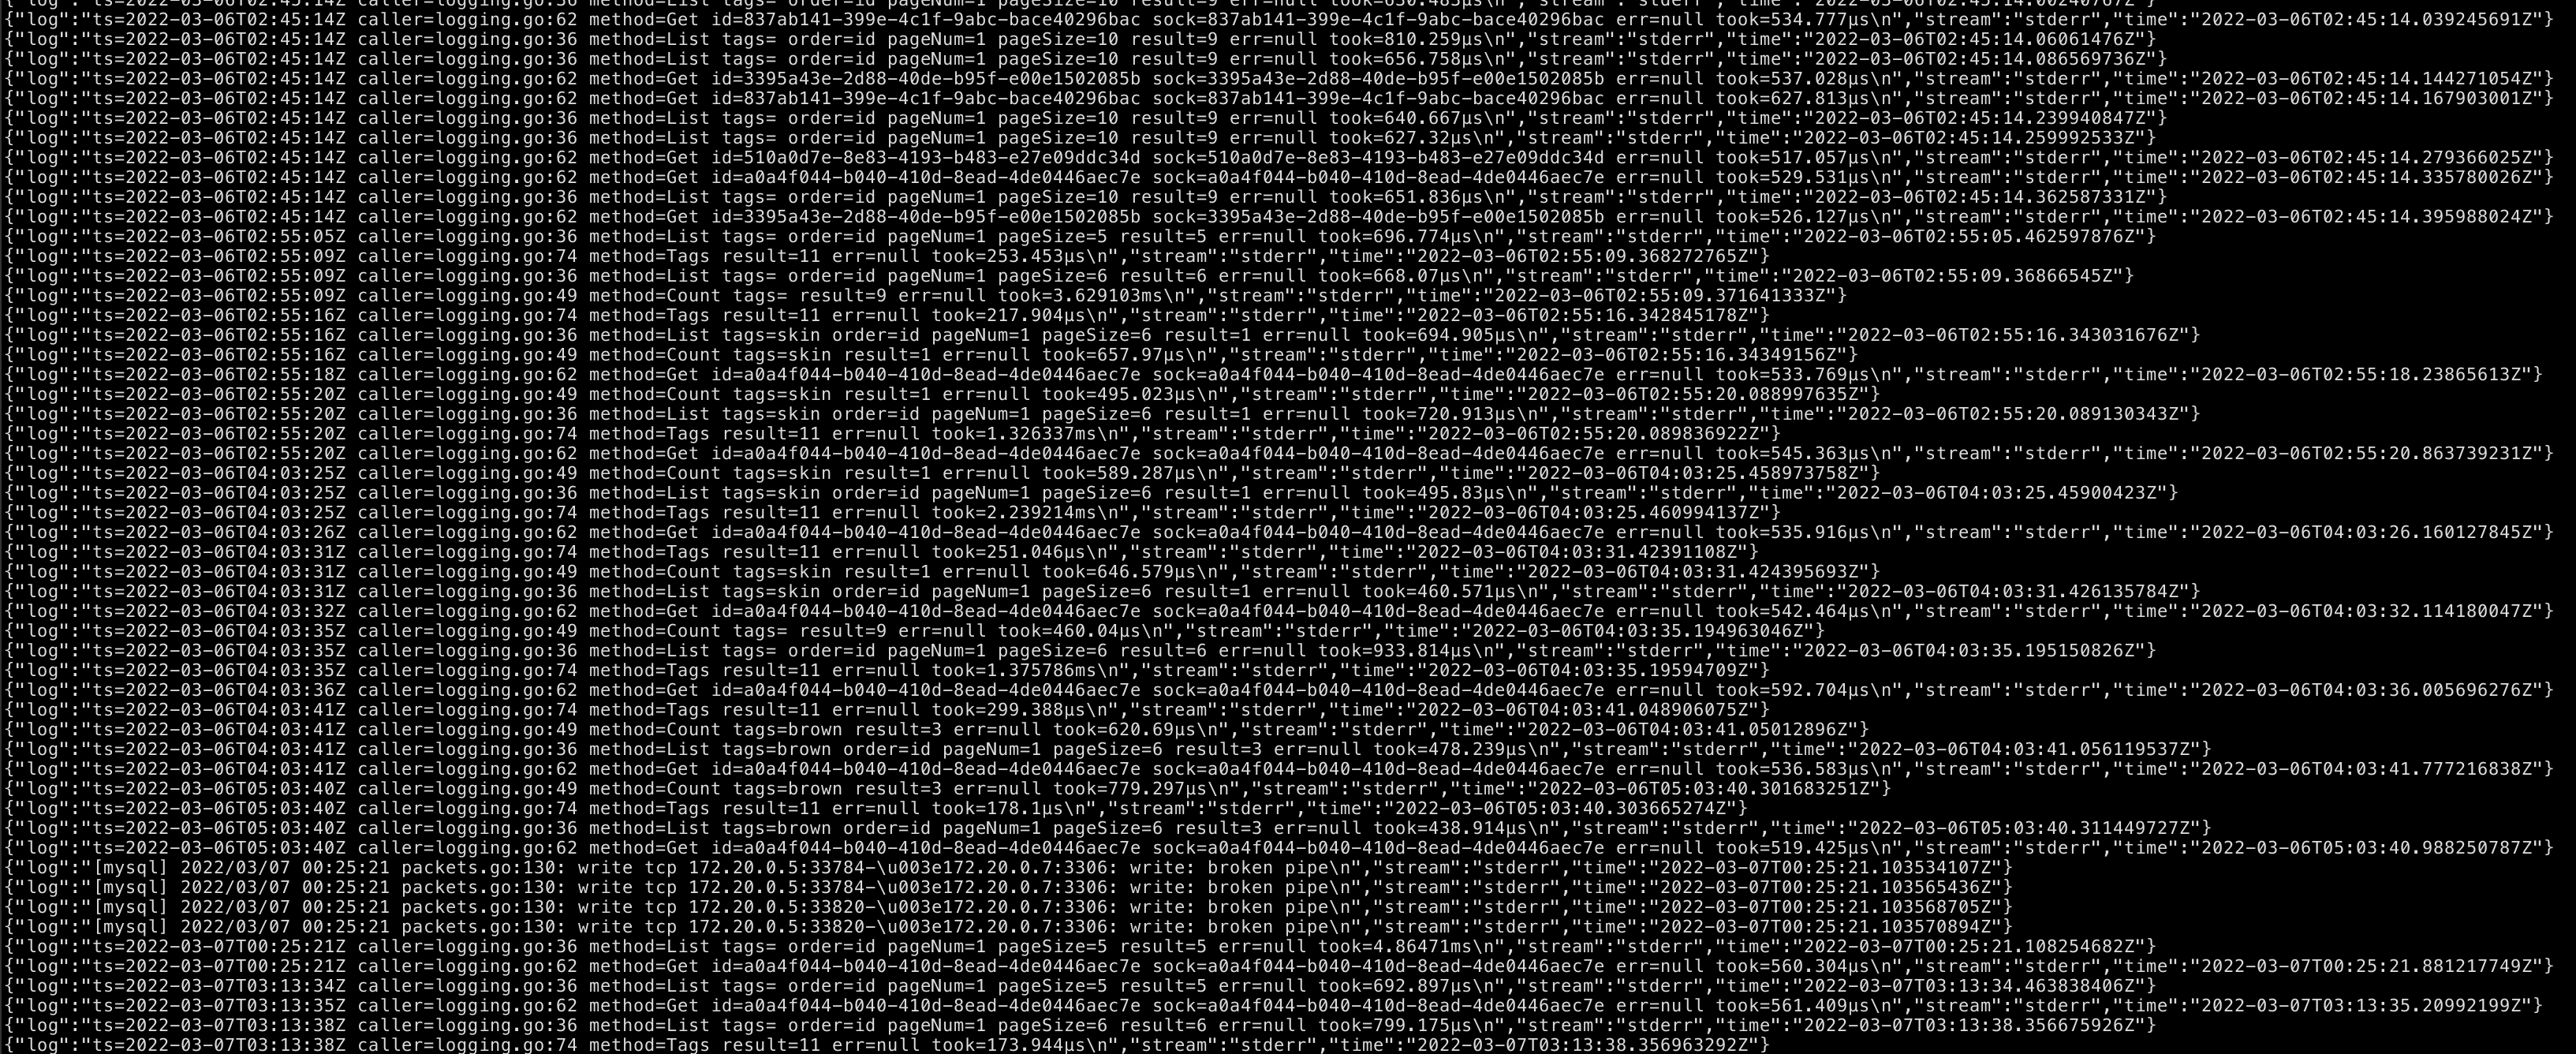 {"log":"ts=2022-03-06T02:45:14Z caller=logging.go:36 method=List tags= order=id pageNum=1 pageSize=10 result=9 err=null
{"log":"ts=2022-03-06T02:45:14Z caller=logging.go:62 method=Get id=837ab141-399e-4c1f-9abc-bace40296bac sock=837ab141-399e-4c1f-9abc-bace40296bac err=null took=534.777µs\n","stream":"stderr","time":"2022-03-06T02:45:14.039245691Z"}
{"log":"ts=2022-03-06T02:45:14Z caller=logging.go:36 method=List tags= order=id pageNum=1 pageSize=10 result=9 err=null took=810.259µs\n","stream":"stderr","time":"2022-03-06T02:45:14.06061476Z"}
{"log":"ts=2022-03-06T02:45:14Z caller=logging.go:36 method=List tags= order=id pageNum=1 pageSize=10 result=9 err=null took=656.758µs\n","stream":"stderr","time":"2022-03-06T02:45:14.086569736Z"}
{"log":"ts=2022-03-06T02:45:14Z caller=logging.go:62 method=Get id=3395a43e-2d88-40de-b95f-e00e1502085b sock=3395a43e-2d88-40de-b95f-e00e1502085b err=null took=537.028µs\n","stream":"stderr","time":"2022-03-06T02:45:14.144271054Z"}
{"log":"ts=2022-03-06T02:45:14Z caller=logging.go:62 method=Get id=837ab141-399e-4c1f-9abc-bace40296bac sock=837ab141-399e-4c1f-9abc-bace40296bac err=null took=627.813µs\n","stream":"stderr","time":"2022-03-06T02:45:14.167903001Z"}
{"log":"ts=2022-03-06T02:45:14Z caller=logging.go:36 method=List tags= order=id pageNum=1 pageSize=10 result=9 err=null took=640.667µs\n","stream":"stderr","time":"2022-03-06T02:45:14.239940847Z"}
{"log":"ts=2022-03-06T02:45:14Z caller=logging.go:36 method=List tags= order=id pageNum=1 pageSize=10 result=9 err=null took=627.32µs\n","stream":"stderr","time":"2022-03-06T02:45:14.259992533Z"}
{"log":"ts=2022-03-06T02:45:14Z caller=logging.go:62 method=Get id=510a0d7e-8e83-4193-b483-e27e09ddc34d sock=510a0d7e-8e83-4193-b483-e27e09ddc34d err=null took=517.057µs\n","stream":"stderr","time":"2022-03-06T02:45:14.279366025Z"}
{"log":"ts=2022-03-06T02:45:14Z caller=logging.go:62 method=Get id=a0a4f044-b040-410d-8ead-4de0446aec7e sock=a0a4f044-b040-410d-8ead-4de0446aec7e err=null took=529.531µs\n","stream":"stderr","time":"2022-03-06T02:45:14.335780026Z"}
{"log":"ts=2022-03-06T02:45:14Z caller=logging.go:36 method=List tags= order=id pageNum=1 pageSize=10 result=9 err=null took=651.836µs\n","stream":"stderr","time":"2022-03-06T02:45:14.362587331Z"}
{"log":"ts=2022-03-06T02:45:14Z caller=logging.go:62 method=Get id=3395a43e-2d88-40de-b95f-e00e1502085b sock=3395a43e-2d88-40de-b95f-e00e1502085b err=null took=526.127µs\n","stream":"stderr","time":"2022-03-06T02:45:14.395988024Z"}
{"log":"ts=2022-03-06T02:55:05Z caller=logging.go:36 method=List tags= order=id pageNum=1 pageSize=5 result=5 err=null took=696.774µs\n","stream":"stderr","time":"2022-03-06T02:55:05.462597876Z"}
{"log":"ts=2022-03-06T02:55:09Z caller=logging.go:74 method=Tags result=11 err=null took=253.453µs\n","stream":"stderr","time":"2022-03-06T02:55:09.368272765Z"}
{"log":"ts=2022-03-06T02:55:09Z caller=logging.go:36 method=List tags= order=id pageNum=1 pageSize=6 result=6 err=null took=668.07µs\n","stream":"stderr","time":"2022-03-06T02:55:09.36866545Z"}
{"log":"ts=2022-03-06T02:55:09Z caller=logging.go:49 method=Count tags= result=9 err=null took=3.629103ms\n","stream":"stderr","time":"2022-03-06T02:55:09.371641333Z"}
{"log":"ts=2022-03-06T02:55:16Z caller=logging.go:74 method=Tags result=11 err=null took=217.904µs\n","stream":"stderr","time":"2022-03-06T02:55:16.342845178Z"}
{"log":"ts=2022-03-06T02:55:16Z caller=logging.go:36 method=List tags=skin order=id pageNum=1 pageSize=6 result=1 err=null took=694.905µs\n","stream":"stderr","time":"2022-03-06T02:55:16.343031676Z"}
{"log":"ts=2022-03-06T02:55:16Z caller=logging.go:49 method=Count tags=skin result=1 err=null took=657.97µs\n","stream":"stderr","time":"2022-03-06T02:55:16.34349156Z"}
{"log":"ts=2022-03-06T02:55:18Z caller=logging.go:62 method=Get id=a0a4f044-b040-410d-8ead-4de0446aec7e sock=a0a4f044-b040-410d-8ead-4de0446aec7e err=null took=533.769µs\n","stream":"stderr","time":"2022-03-06T02:55:18.23865613Z"}
{"log":"ts=2022-03-06T02:55:20Z caller=logging.go:49 method=Count tags=skin result=1 err=null took=495.023µs\n","stream":"stderr","time":"2022-03-06T02:55:20.088997635Z"}
{"log":"ts=2022-03-06T02:55:20Z caller=logging.go:36 method=List tags=skin order=id pageNum=1 pageSize=6 result=1 err=null took=720.913µs\n","stream":"stderr","time":"2022-03-06T02:55:20.089130343Z"}
{"log":"ts=2022-03-06T02:55:20Z caller=logging.go:74 method=Tags result=11 err=null took=1.326337ms\n","stream":"stderr","time":"2022-03-06T02:55:20.089836922Z"}
{"log":"ts=2022-03-06T02:55:20Z caller=logging.go:62 method=Get id=a0a4f044-b040-410d-8ead-4de0446aec7e sock=a0a4f044-b040-410d-8ead-4de0446aec7e err=null took=545.363µs\n","stream":"stderr","time":"2022-03-06T02:55:20.863739231Z"}
{"log":"ts=2022-03-06T04:03:25Z caller=logging.go:49 method=Count tags=skin result=1 err=null took=589.287µs\n","stream":"stderr","time":"2022-03-06T04:03:25.458973758Z"}
{"log":"ts=2022-03-06T04:03:25Z caller=logging.go:36 method=List tags=skin order=id pageNum=1 pageSize=6 result=1 err=null took=495.83µs\n","stream":"stderr","time":"2022-03-06T04:03:25.45900423Z"}
{"log":"ts=2022-03-06T04:03:25Z caller=logging.go:74 method=Tags result=11 err=null took=2.239214ms\n","stream":"stderr","time":"2022-03-06T04:03:25.460994137Z"}
{"log":"ts=2022-03-06T04:03:26Z caller=logging.go:62 method=Get id=a0a4f044-b040-410d-8ead-4de0446aec7e sock=a0a4f044-b040-410d-8ead-4de0446aec7e err=null took=535.916µs\n","stream":"stderr","time":"2022-03-06T04:03:26.160127845Z"}
{"log":"ts=2022-03-06T04:03:31Z caller=logging.go:74 method=Tags result=11 err=null took=251.046µs\n","stream":"stderr","time":"2022-03-06T04:03:31.42391108Z"}
{"log":"ts=2022-03-06T04:03:31Z caller=logging.go:49 method=Count tags=skin result=1 err=null took=646.579µs\n","stream":"stderr","time":"2022-03-06T04:03:31.424395693Z"}
{"log":"ts=2022-03-06T04:03:31Z caller=logging.go:36 method=List tags=skin order=id pageNum=1 pageSize=6 result=1 err=null took=460.571µs\n","stream":"stderr","time":"2022-03-06T04:03:31.426135784Z"}
{"log":"ts=2022-03-06T04:03:32Z caller=logging.go:62 method=Get id=a0a4f044-b040-410d-8ead-4de0446aec7e sock=a0a4f044-b040-410d-8ead-4de0446aec7e err=null took=542.464µs\n","stream":"stderr","time":"2022-03-06T04:03:32.114180047Z"}
{"log":"ts=2022-03-06T04:03:35Z caller=logging.go:49 method=Count tags= result=9 err=null took=460.04µs\n","stream":"stderr","time":"2022-03-06T04:03:35.194963046Z"}
{"log":"ts=2022-03-06T04:03:35Z caller=logging.go:36 method=List tags= order=id pageNum=1 pageSize=6 result=6 err=null took=933.814µs\n","stream":"stderr","time":"2022-03-06T04:03:35.195150826Z"}
{"log":"ts=2022-03-06T04:03:35Z caller=logging.go:74 method=Tags result=11 err=null took=1.375786ms\n","stream":"stderr","time":"2022-03-06T04:03:35.19594709Z"}
{"log":"ts=2022-03-06T04:03:36Z caller=logging.go:62 method=Get id=a0a4f044-b040-410d-8ead-4de0446aec7e sock=a0a4f044-b040-410d-8ead-4de0446aec7e err=null took=592.704µs\n","stream":"stderr","time":"2022-03-06T04:03:36.005696276Z"}
{"log":"ts=2022-03-06T04:03:41Z caller=logging.go:74 method=Tags result=11 err=null took=299.388µs\n","stream":"stderr","time":"2022-03-06T04:03:41.048906075Z"}
{"log":"ts=2022-03-06T04:03:41Z caller=logging.go:49 method=Count tags=brown result=3 err=null took=620.69µs\n","stream":"stderr","time":"2022-03-06T04:03:41.05012896Z"}
{"log":"ts=2022-03-06T04:03:41Z caller=logging.go:36 method=List tags=brown order=id pageNum=1 pageSize=6 result=3 err=null took=478.239µs\n","stream":"stderr","time":"2022-03-06T04:03:41.056119537Z"}
{"log":"ts=2022-03-06T04:03:41Z caller=logging.go:62 method=Get id=a0a4f044-b040-410d-8ead-4de0446aec7e sock=a0a4f044-b040-410d-8ead-4de0446aec7e err=null took=536.583µs\n","stream":"stderr","time":"2022-03-06T04:03:41.777216838Z"}
{"log":"ts=2022-03-06T05:03:40Z caller=logging.go:49 method=Count tags=brown result=3 err=null took=779.297µs\n","stream":"stderr","time":"2022-03-06T05:03:40.301683251Z"}
{"log":"ts=2022-03-06T05:03:40Z caller=logging.go:74 method=Tags result=11 err=null took=178.1µs\n","stream":"stderr","time":"2022-03-06T05:03:40.303665274Z"}
{"log":"ts=2022-03-06T05:03:40Z caller=logging.go:36 method=List tags=brown order=id pageNum=1 pageSize=6 result=3 err=null took=438.914µs\n","stream":"stderr","time":"2022-03-06T05:03:40.311449727Z"}
{"log":"ts=2022-03-06T05:03:40Z caller=logging.go:62 method=Get id=a0a4f044-b040-410d-8ead-4de0446aec7e sock=a0a4f044-b040-410d-8ead-4de0446aec7e err=null took=519.425µs\n","stream":"stderr","time":"2022-03-06T05:03:40.988250787Z"}
{"log":"[mysql] 2022/03/07 00:25:21 packets.go:130: write tcp 172.20.0.5:33784-\u003e172.20.0.7:3306: write: broken pipe\n","stream":"stderr","time":"2022-03-07T00:25:21.103534107Z"}
{"log":"[mysql] 2022/03/07 00:25:21 packets.go:130: write tcp 172.20.0.5:33784-\u003e172.20.0.7:3306: write: broken pipe\n","stream":"stderr","time":"2022-03-07T00:25:21.103565436Z"}
{"log":"[mysql] 2022/03/07 00:25:21 packets.go:130: write tcp 172.20.0.5:33820-\u003e172.20.0.7:3306: write: broken pipe\n","stream":"stderr","time":"2022-03-07T00:25:21.103568705Z"}
{"log":"[mysql] 2022/03/07 00:25:21 packets.go:130: write tcp 172.20.0.5:33820-\u003e172.20.0.7:3306: write: broken pipe\n","stream":"stderr","time":"2022-03-07T00:25:21.103570894Z"}
{"log":"ts=2022-03-07T00:25:21Z caller=logging.go:36 method=List tags= order=id pageNum=1 pageSize=5 result=5 err=null took=4.86471ms\n","stream":"stderr","time":"2022-03-07T00:25:21.108254682Z"}
{"log":"ts=2022-03-07T00:25:21Z caller=logging.go:62 method=Get id=a0a4f044-b040-410d-8ead-4de0446aec7e sock=a0a4f044-b040-410d-8ead-4de0446aec7e err=null took=560.304µs\n","stream":"stderr","time":"2022-03-07T00:25:21.881217749Z"}
{"log":"ts=2022-03-07T03:13:34Z caller=logging.go:36 method=List tags= order=id pageNum=1 pageSize=5 result=5 err=null took=692.897µs\n","stream":"stderr","time":"2022-03-07T03:13:34.463838406Z"}
{"log":"ts=2022-03-07T03:13:35Z caller=logging.go:62 method=Get id=a0a4f044-b040-410d-8ead-4de0446aec7e sock=a0a4f044-b040-410d-8ead-4de0446aec7e err=null took=561.409µs\n","stream":"stderr","time":"2022-03-07T03:13:35.20992199Z"}
{"log":"ts=2022-03-07T03:13:38Z caller=logging.go:36 method=List tags= order=id pageNum=1 pageSize=6 result=6 err=null took=799.175µs\n","stream":"stderr","time":"2022-03-07T03:13:38.356675926Z"}
{"log":"ts=2022-03-07T03:13:38Z caller=logging.go:74 method=Tags result=11 err=null took=173.944µs\n","stream":"stderr","time":"2022-03-07T03:13:38.356963292Z"}